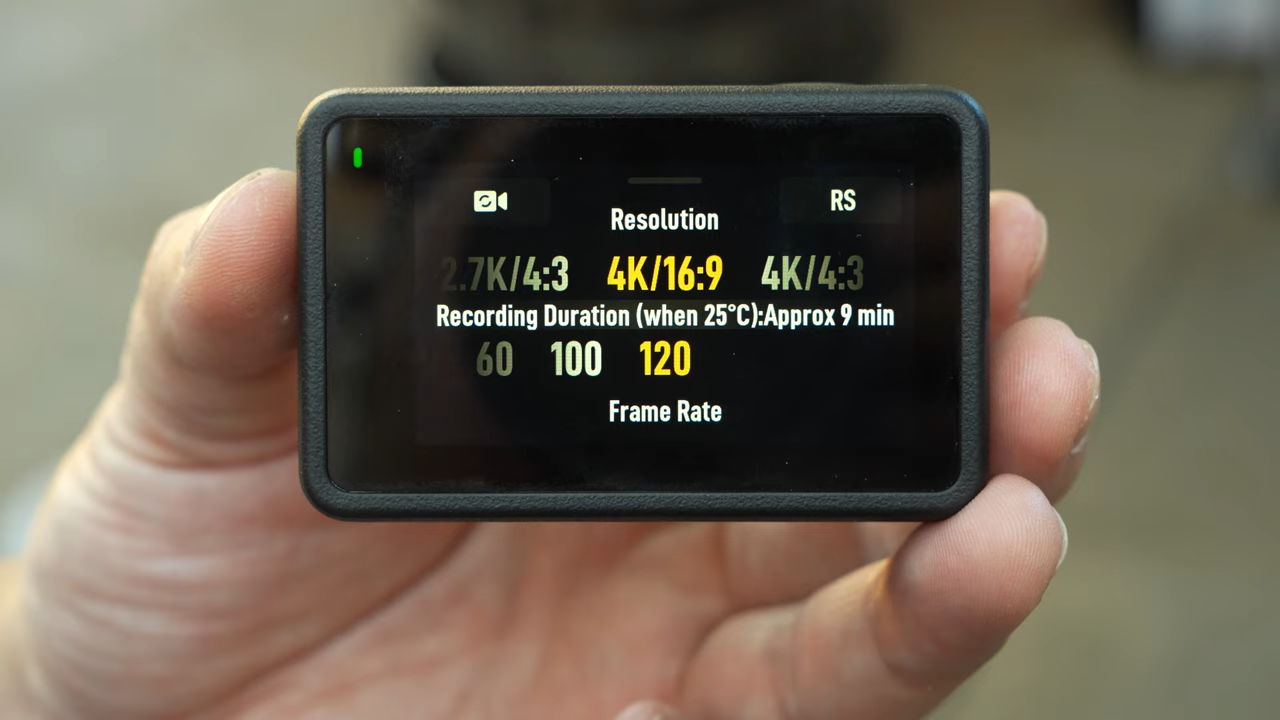 RS
Resolution
2.7K/4:3 4K/16:9 4K/4:3
Recording Duration (when 25°C):Approx 9 min
60 100 120
Frame Rate